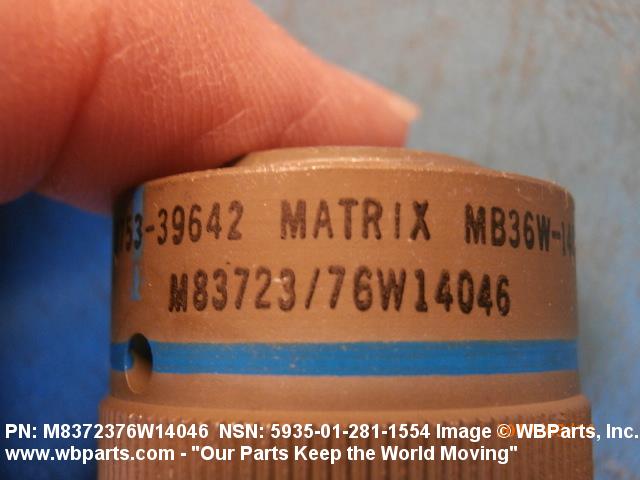 -39642 MATRIX MB36W-
M83723/76W14046
PN: M8372376W14046 NSN: 5935-01-281-1554 Image © WBParts, Inc.
www.wbparts.com - "Our Parts Keep the World Moving"